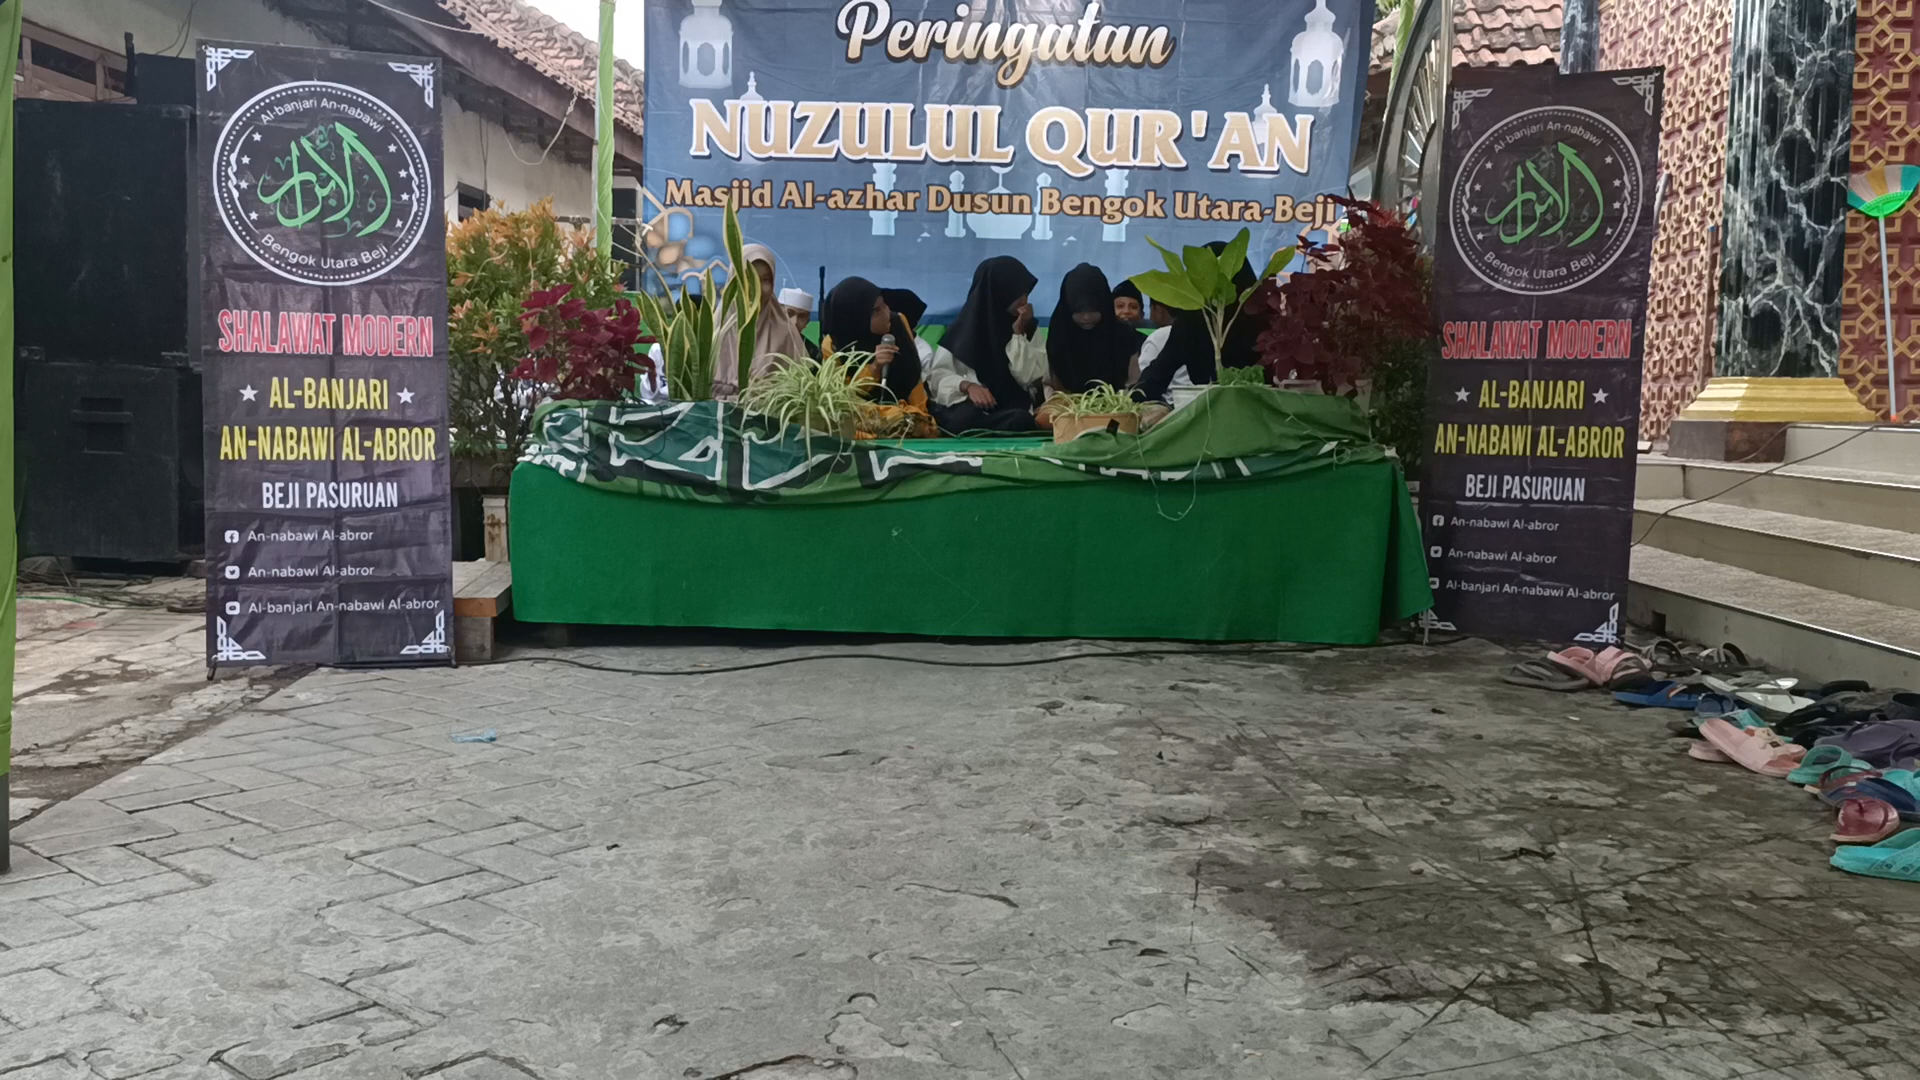 Peringatan
NUZULUL QUR'AN
Masjid Al-azhar Dusun Bengok Utara-Beji
Al-banjari An-nabawi
الأبرار
Bengok Utara Beji
SHALAWAT MODERN
AL-BANJARI
AN-NABAWI AL-ABROR
BEJI PASURUAN
An-nabawi Al-abror
An-nabawi Al-abror
Al-banjari An-nabawi Al-abror
Al-banjari An-nabawi
الأبرار
Bengok Utara Beji
SHALAWAT MODERN
AL-BANJARI
AN-NABAWI AL-ABROR
BEJI PASURUAN
An-nabawi Al-abror
An-nabawi Al-abror
Al-banjari An-nabawi Al-abror